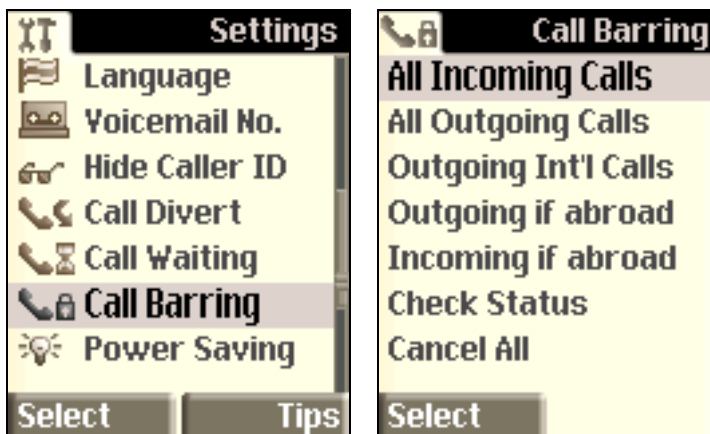 Settings
Language
Voicemail No.
Hide Caller ID
Call Divert
Call Waiting
Call Barring
Power Saving
Select
Tips
Call Barring
All Incoming Calls
All Outgoing Calls
Outgoing Int'l Calls
Outgoing if abroad
Incoming if abroad
Check Status
Cancel All
Select